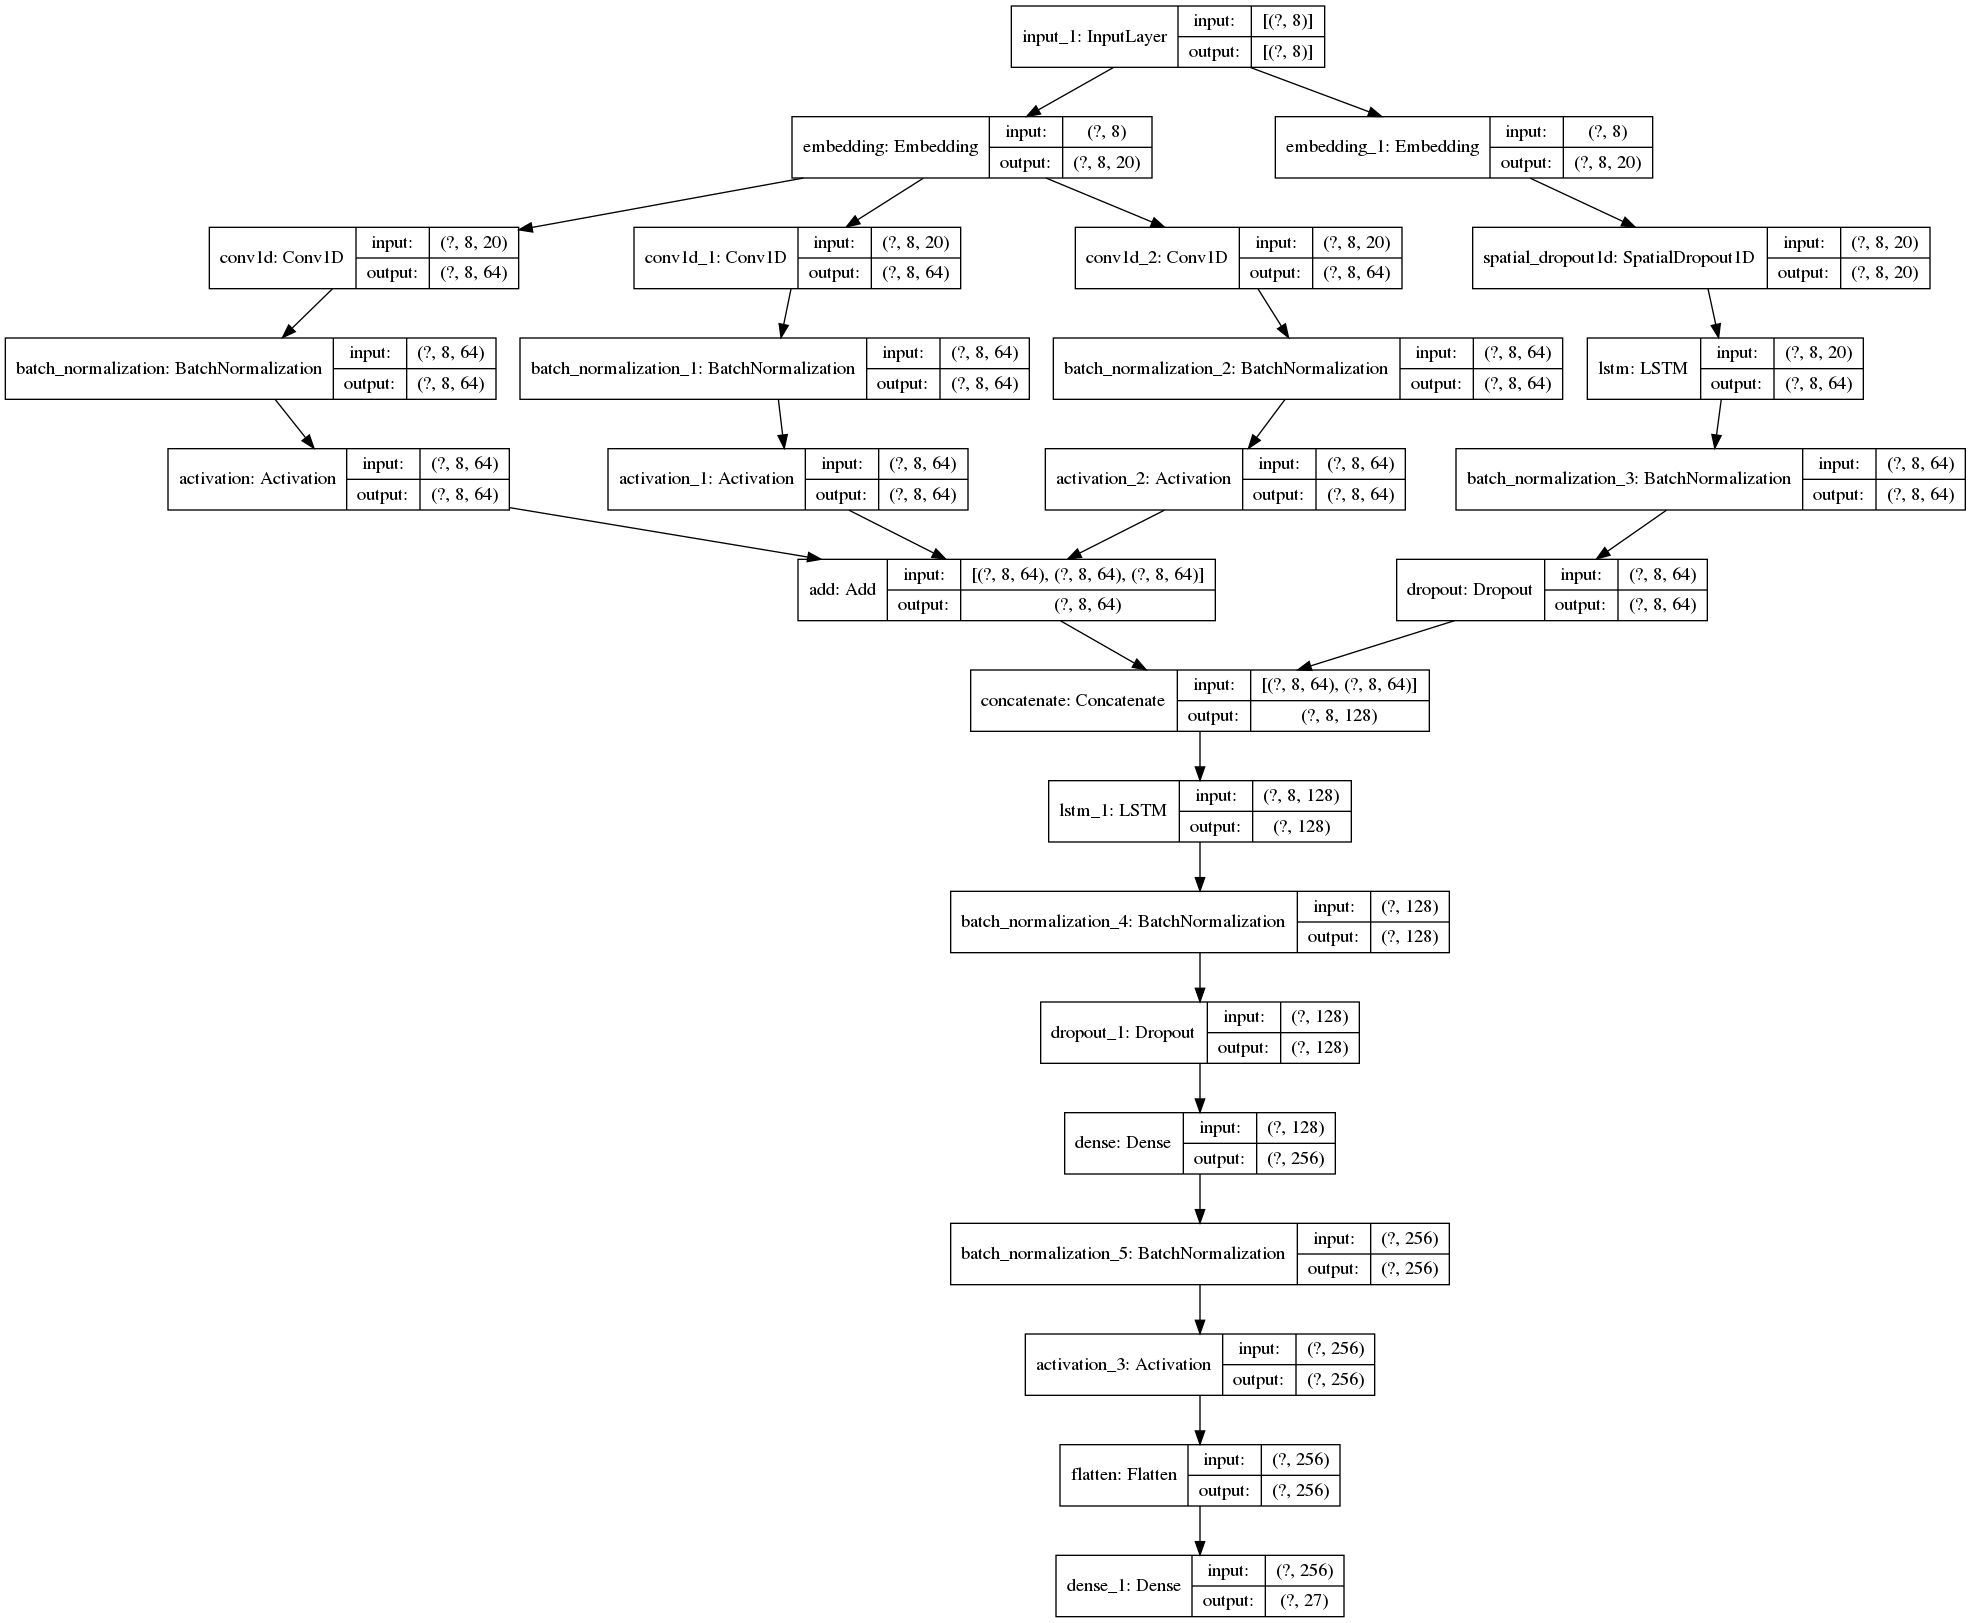 input_1: InputLayer
input: [(?, 8)]
output: [(?, 8)]
embedding: Embedding
input: (?, 8)
output: (?, 8, 20)
embedding_1: Embedding
input: (?, 8)
output: (?, 8, 20)
conv1d: Conv1D
input: (?, 8, 20)
output: (?, 8, 64)
conv1d_1: Conv1D
input: (?, 8, 20)
output: (?, 8, 64)
conv1d_2: Conv1D
input: (?, 8, 20)
output: (?, 8, 64)
spatial_dropout1d: SpatialDropout1D
input: (?, 8, 20)
output: (?, 8, 20)
batch_normalization: BatchNormalization
input: (?, 8, 64)
output: (?, 8, 64)
batch_normalization_1: BatchNormalization
input: (?, 8, 64)
output: (?, 8, 64)
batch_normalization_2: BatchNormalization
input: (?, 8, 64)
output: (?, 8, 64)
lstm: LSTM
input: (?, 8, 20)
output: (?, 8, 64)
activation: Activation
input: (?, 8, 64)
output: (?, 8, 64)
activation_1: Activation
input: (?, 8, 64)
output: (?, 8, 64)
activation_2: Activation
input: (?, 8, 64)
output: (?, 8, 64)
batch_normalization_3: BatchNormalization
input: (?, 8, 64)
output: (?, 8, 64)
add: Add
input: [(?, 8, 64), (?, 8, 64), (?, 8, 64)]
output: (?, 8, 64)
dropout: Dropout
input: (?, 8, 64)
output: (?, 8, 64)
concatenate: Concatenate
input: [(?, 8, 64), (?, 8, 64)]
output: (?, 8, 128)
lstm_1: LSTM
input: (?, 8, 128)
output: (?, 128)
batch_normalization_4: BatchNormalization
input: (?, 128)
output: (?, 128)
dropout_1: Dropout
input: (?, 128)
output: (?, 128)
dense: Dense
input: (?, 128)
output: (?, 256)
batch_normalization_5: BatchNormalization
input: (?, 256)
output: (?, 256)
activation_3: Activation
input: (?, 256)
output: (?, 256)
flatten: Flatten
input: (?, 256)
output: (?, 256)
dense_1: Dense
input: (?, 256)
output: (?, 27)